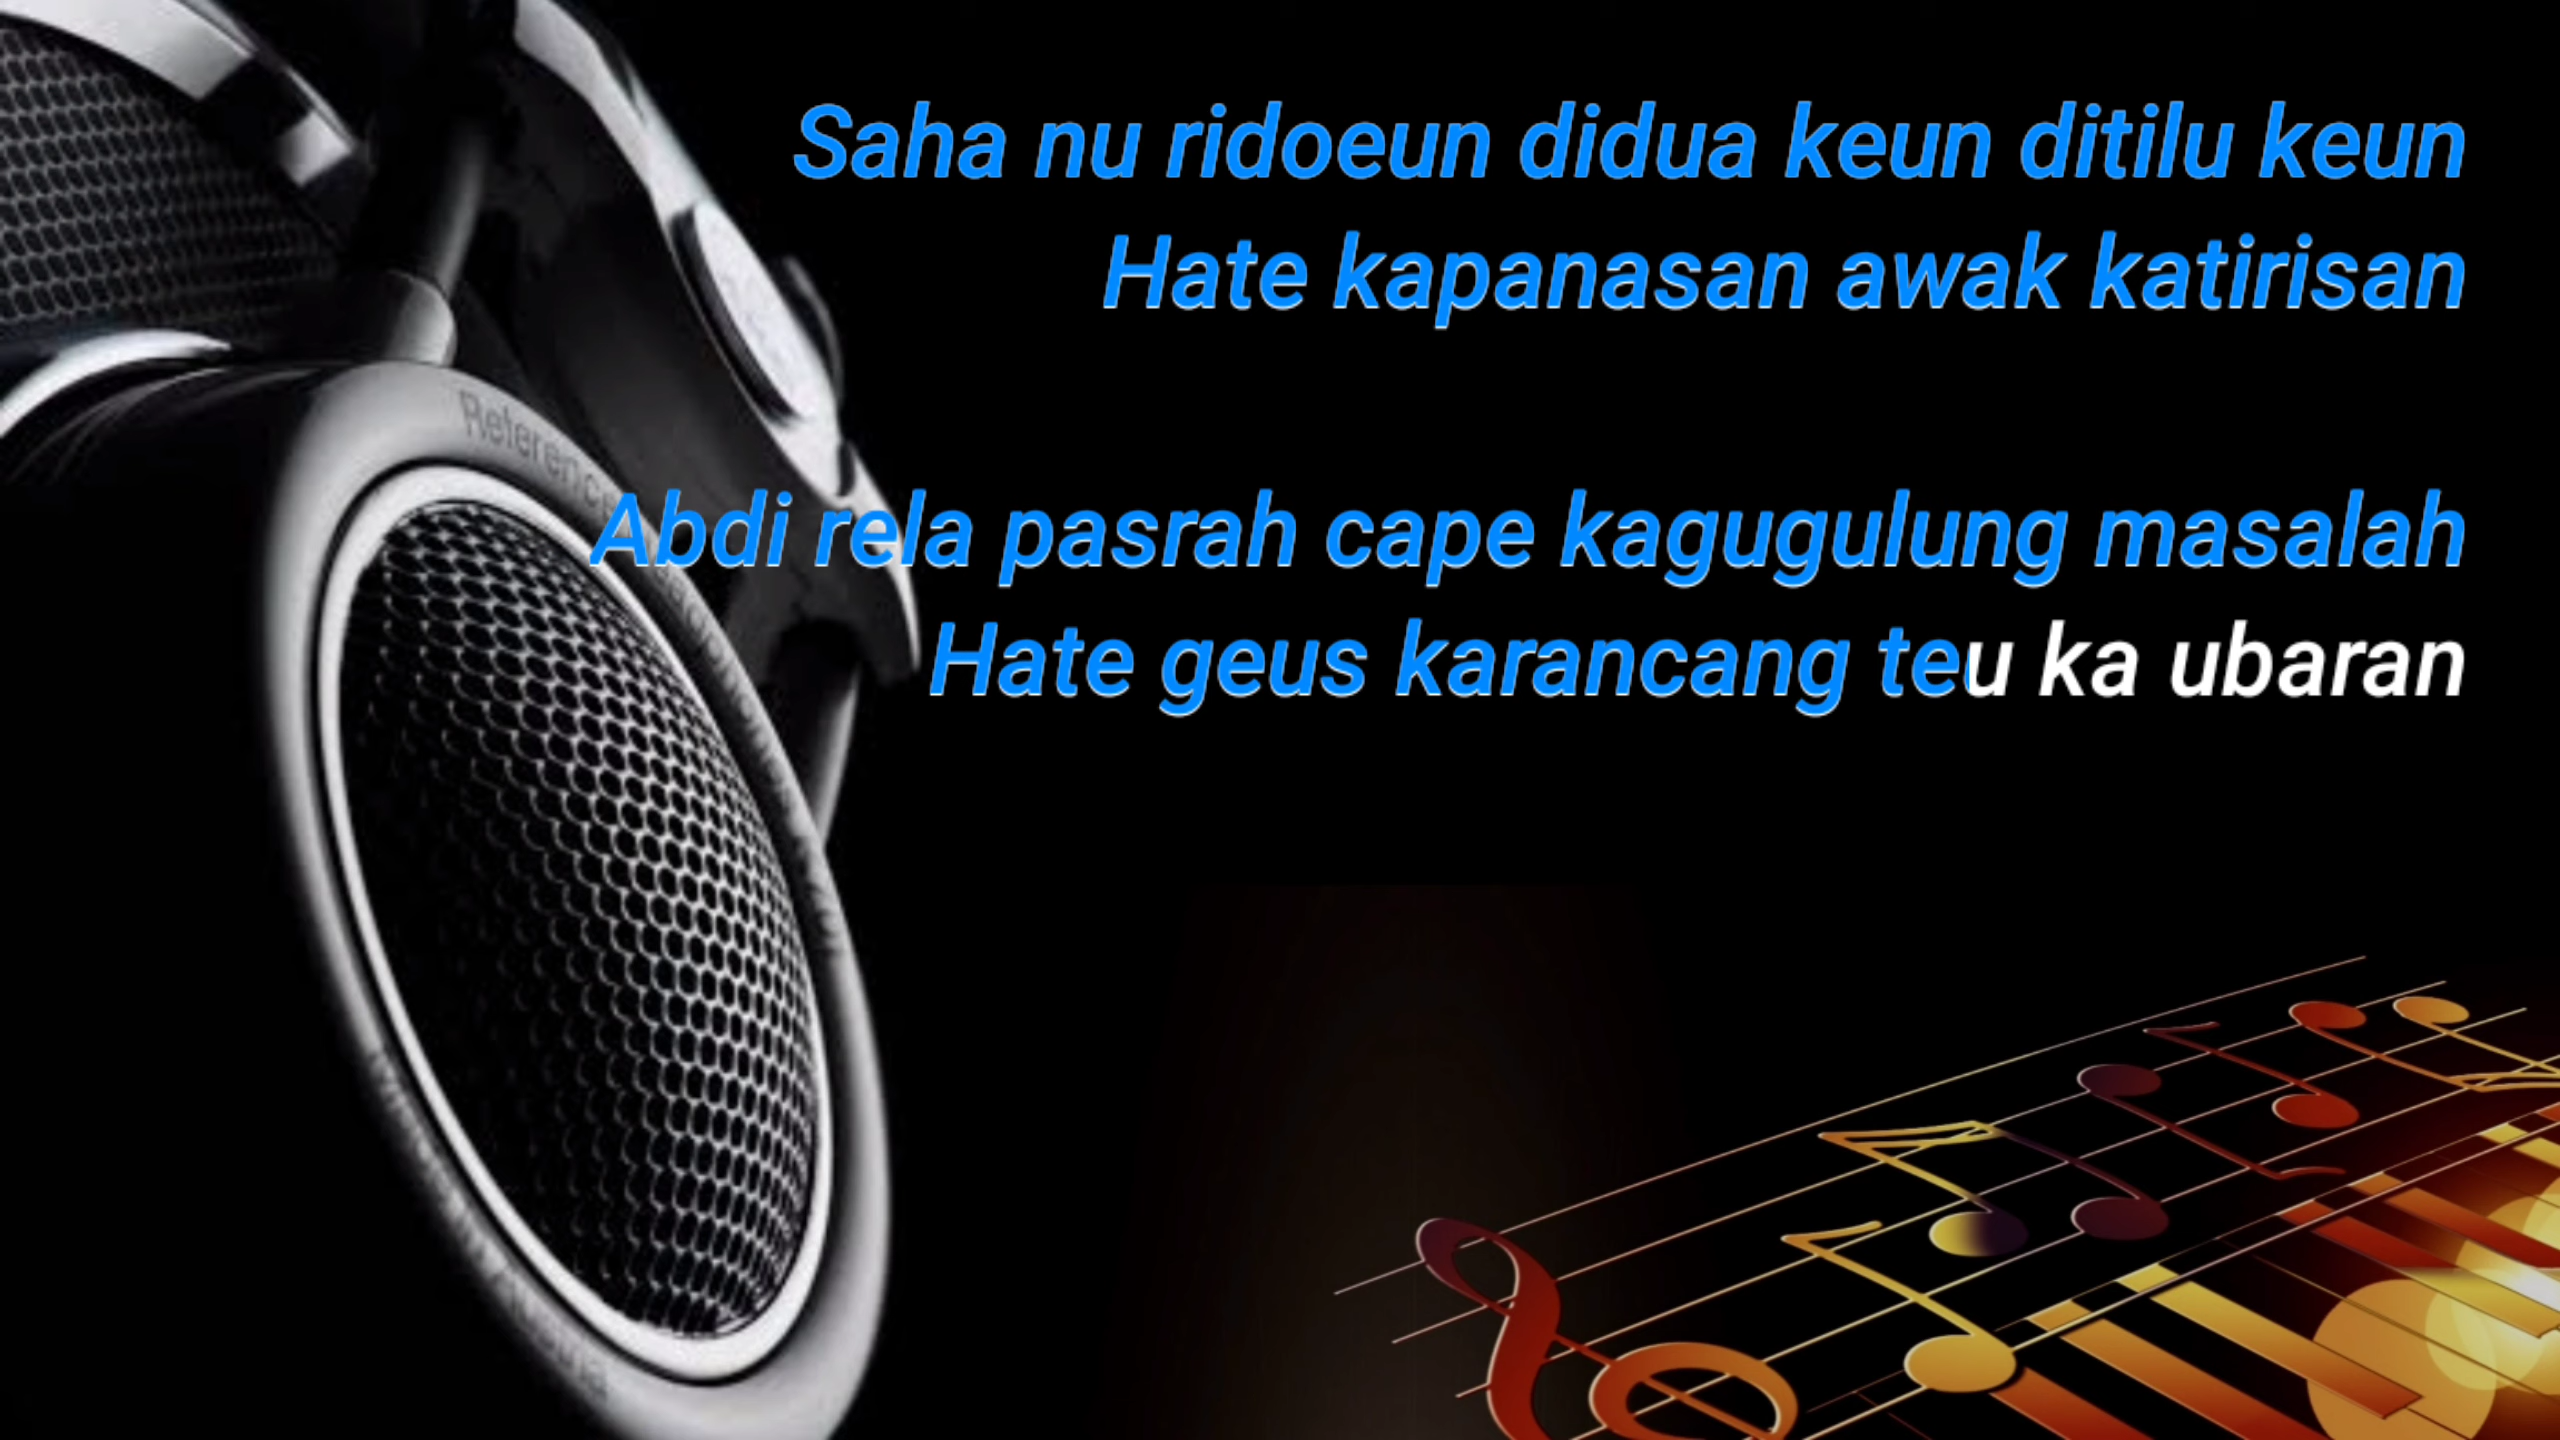 Saha nu ridoeun didua keun ditilu keun
Hate kapanasan awak katirisan
Abdi rela pasrah cape kagugulung masalah
Hate geus karancang teu ka ubaran
Reference